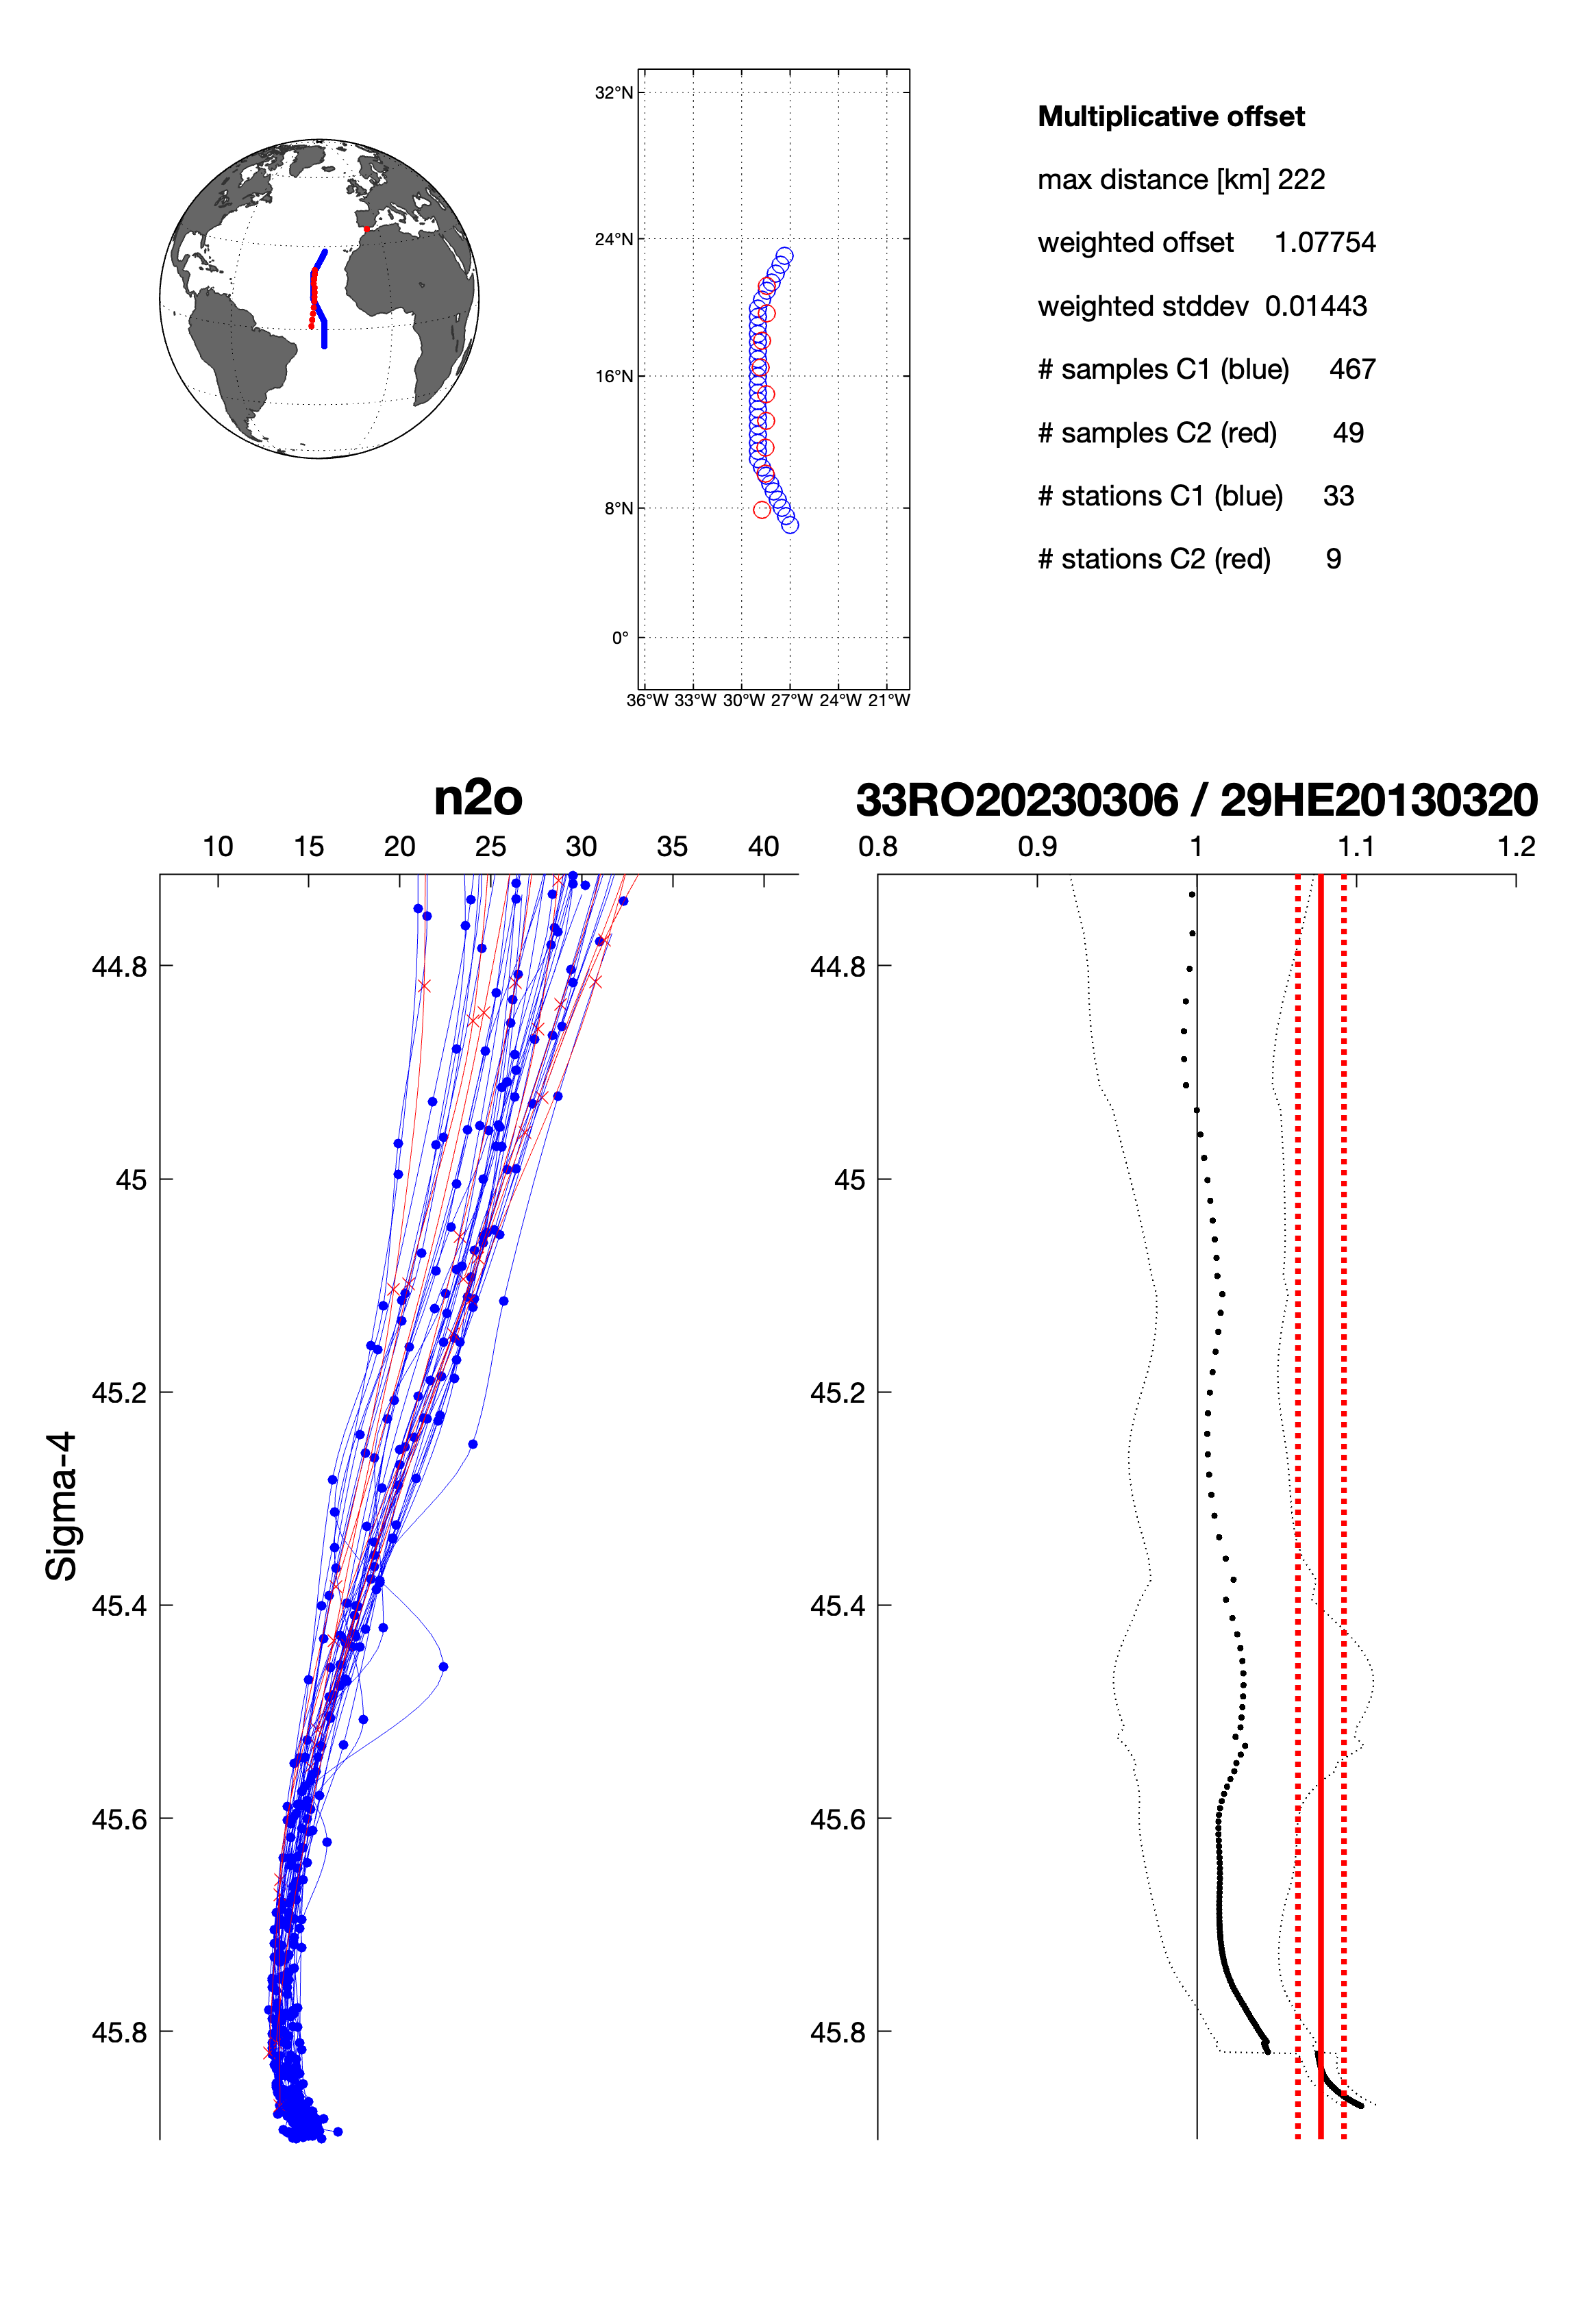 32°N
24°N
16°N
8°N
0°
36°W 33°W 30°W 27°W 24°W 21°W
Multiplicative offset
max distance [km] 222
weighted offset 1.07754
weighted stddev 0.01443
# samples C1 (blue) 467
# samples C2 (red) 49
# stations C1 (blue) 33
# stations C2 (red) 9
n2o
10 15 20 25 30 35 40
44.8
45
45.2
45.4
45.6
45.8
Sigma-4
33RO20230306 / 29HE20130320
0.8 0.9 1 1.1 1.2
44.8
45
45.2
45.4
45.6
45.8